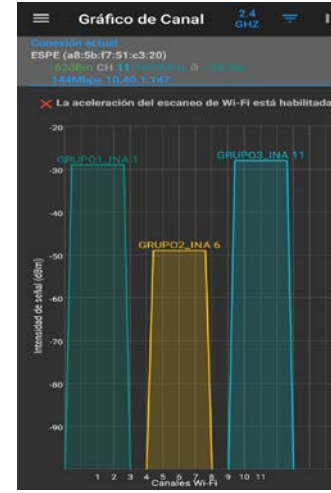 Gráfico de Canal
2.4 GHZ
Conexión actual
ESPE (a8:5b:f7:51:c3:20)
-62dBm CH 11
144Mbps 10.40.1.147
La aceleración del escaneo de Wi-Fi está habilitada
-20
GRUPO1_INA 1
GRUPO3_INA 11
-30
-40
GRUPO2_INA 6
-50
-60
-70
-80
-90
Intensidad de señal (dBm)
1 2 3 4 5 6 7 8 9 10 11
Canales Wi-Fi